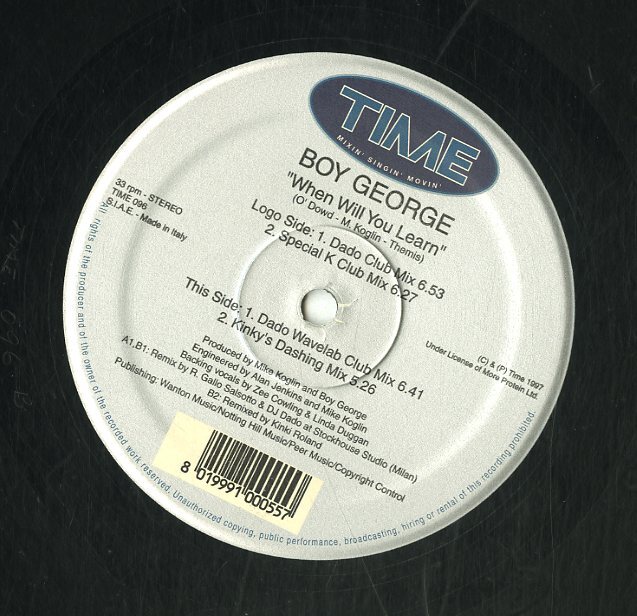 TIME
MIXIN' SINGIN' MOVIN'
BOY GEORGE
"When Will You Learn"
(O' Dowd - M. Koglin - Themis)
33 rpm - STEREO
TIME 096
S.I.A.E. - Made in Italy
Logo Side: 1. Dado Club Mix 6.53
2. Special K Club Mix 6.27
This Side: 1. Dado Wavelab Club Mix 6.41
2. Kinky's Dashing Mix 5.26
(C) & (P) Time 1997
Under License of More Protein Ltd.
Produced by Mike Koglin and Boy George
Engineered by Alan Jenkins and Mike Koglin
Backing vocals by Zee Cowling & Linda Duggan
A1,B1: Remix by R. Gallo Salsotto & DJ Dado at Stockhouse Studio (Milan)
B2: Remixed by Kinki Roland
Publishing: Wanton Music/Notting Hill Music/Peer Music/Copyright Control
8 019991 000557
All rights of the producer and of the owner of the recorded work reserved. Unauthorized copying, public performance, broadcasting, hiring or rental of this recording prohibited.